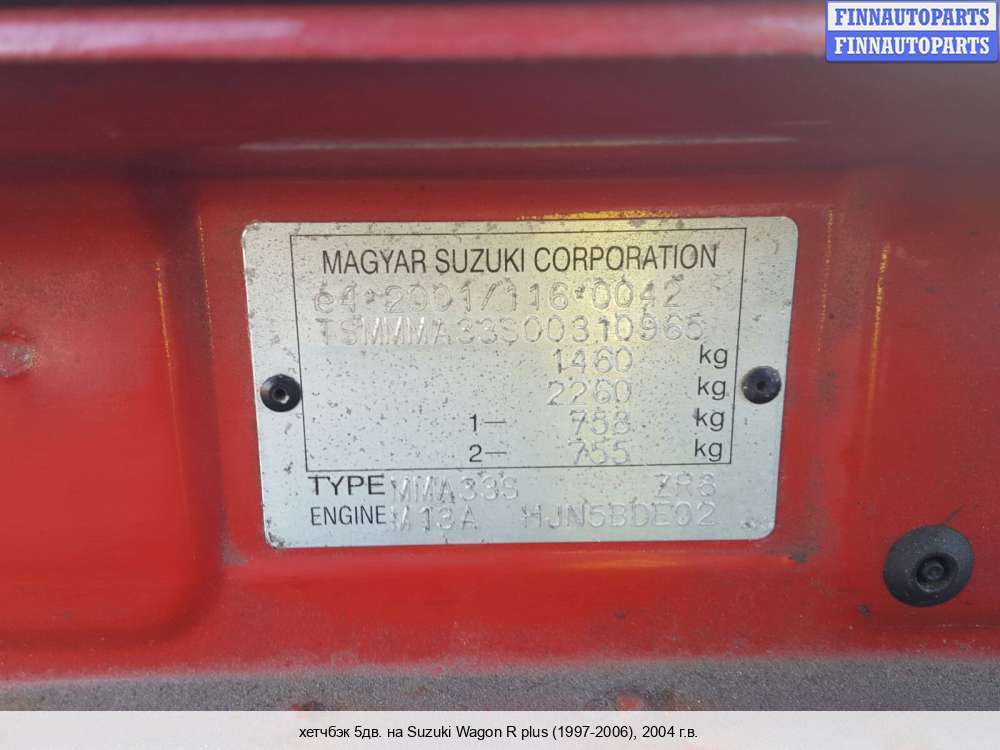 FINNAUTOPARTS
FINNAUTOPARTS
MAGYAR SUZUKI CORPORATION
e4*2001/116*0042
TSMMMA33S00310965
1460 kg
2260 kg
1— 758 kg
2— 755 kg
TYPE MMA33S ZR6
ENGINE M13A HJN5BDE02
хетчбэк 5дв. на Suzuki Wagon R plus (1997-2006), 2004 г.в.